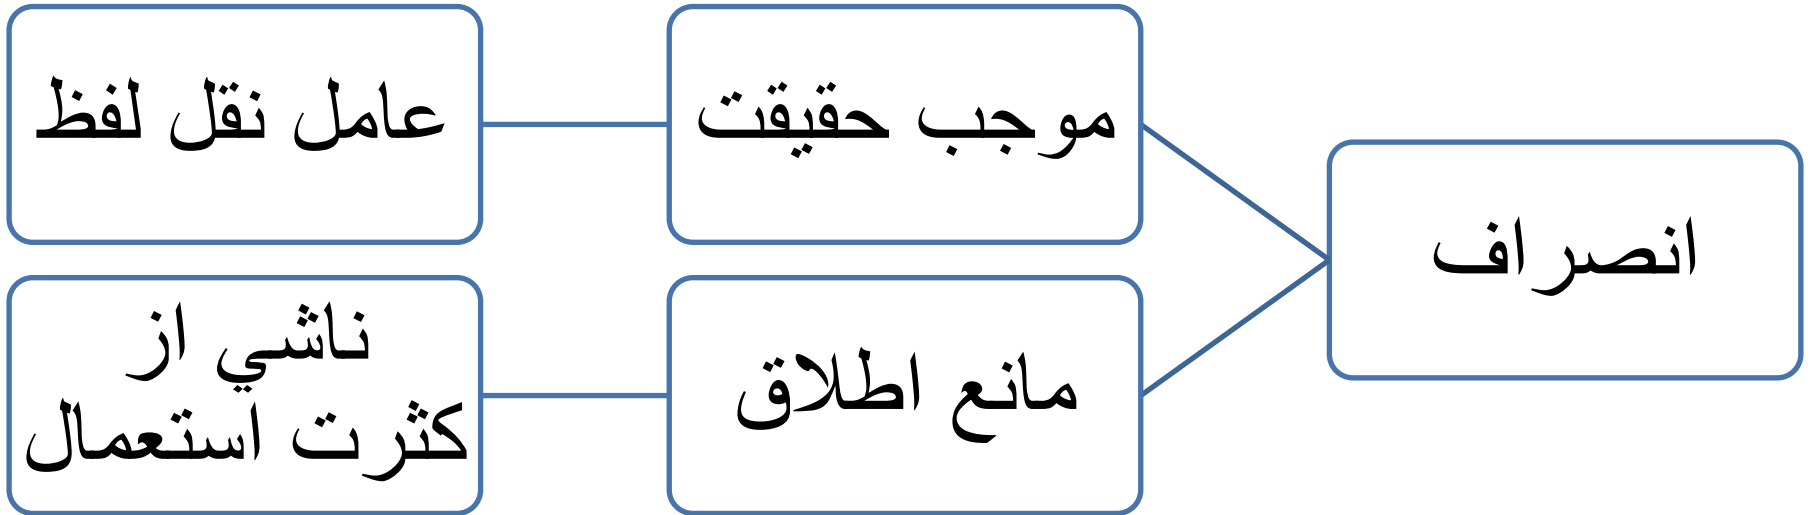 انصراف
موجب حقيقت
عامل نقل لفظ
مانع اطلاق
ناشي از
كثرت استعمال